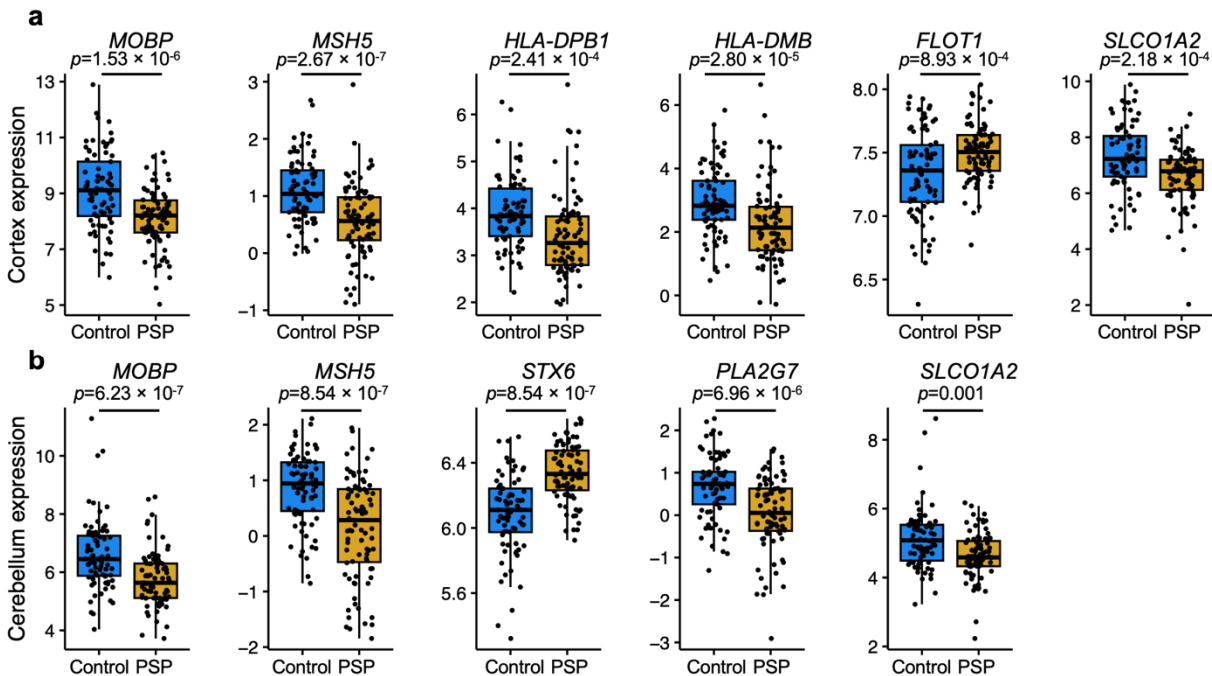 a
MOBP MSH5 HLA-DPB1 HLA-DMB FLOT1 SLCO1A2
p=1.53 × 10-6 p=2.67 × 10-7 p=2.41 × 10-4 p=2.80 × 10-5 p=8.93 × 10-4 p=2.18 × 10-4
Cortex expression
13 11 9 7 5
3 2 1 0 −1
6 5 4 3 2
6 4 2 0
8.0 7.5 7.0 6.5
10 8 6 4 2
Control PSP Control PSP Control PSP Control PSP Control PSP Control PSP
b
MOBP MSH5 STX6 PLA2G7 SLCO1A2
p=6.23 × 10-7 p=8.54 × 10-7 p=8.54 × 10-7 p=6.96 × 10-6 p=0.001
Cerebellum expression
10 8 6 4
2 1 0 −1 −2
6.4 6.0 5.6
2 1 0 −1 −2 −3
8 6 4 2
Control PSP Control PSP Control PSP Control PSP Control PSP